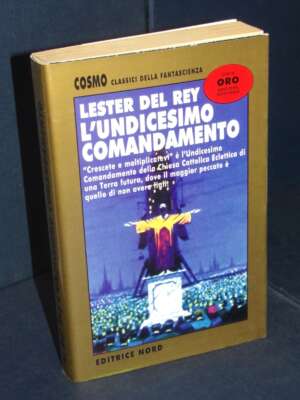 COSMO CLASSICI DELLA FANTASCIENZA
ORO
LESTER DEL REY
L'UNDICESIMO
COMANDAMENTO
"Crescete e moltiplicatevi" è l'Undicesimo
Comandamento della Chiesa Cattolica Eclettica di
una Terra futura, dove il maggior peccato è
quello di non avere figli
EDITRICE NORD